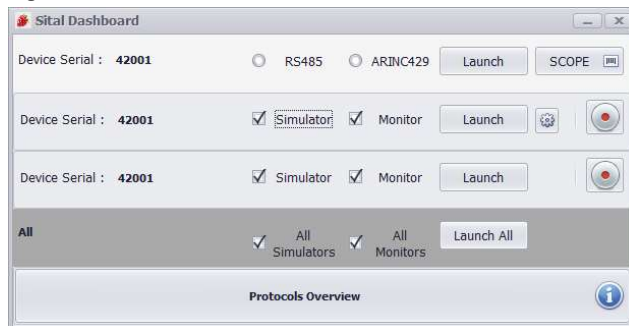 Sital Dashboard
Device Serial : 42001 RS485 ARINC429 Launch SCOPE
Device Serial : 42001 Simulator Monitor Launch
Device Serial : 42001 Simulator Monitor Launch
All All Simulators All Monitors Launch All
Protocols Overview